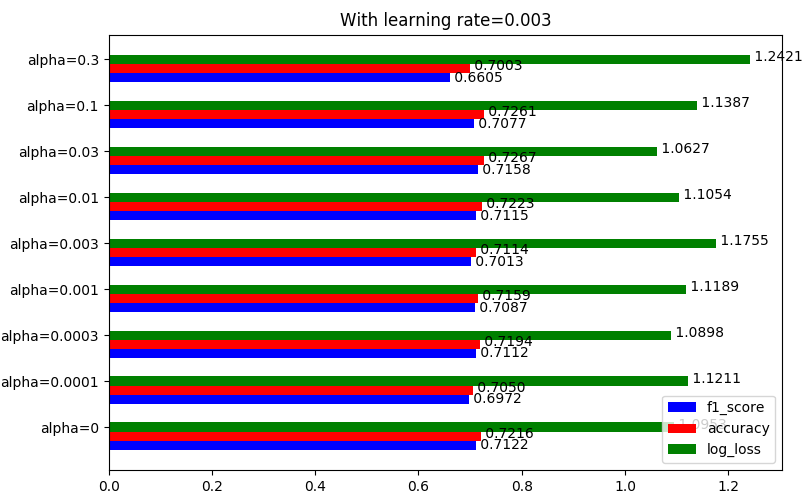 With learning rate=0.003
alpha=0.3
1.2421
0.7003
0.6605
alpha=0.1
1.1387
0.7261
0.7077
alpha=0.03
1.0627
0.7267
0.7158
alpha=0.01
1.1054
0.7223
0.7115
alpha=0.003
1.1755
0.7114
0.7013
alpha=0.001
1.1189
0.7159
0.7087
alpha=0.0003
1.0898
0.7194
0.7112
alpha=0.0001
1.1211
0.7050
0.6972
alpha=0
0.7216
0.7122
f1_score
accuracy
log_loss
0.0 0.2 0.4 0.6 0.8 1.0 1.2